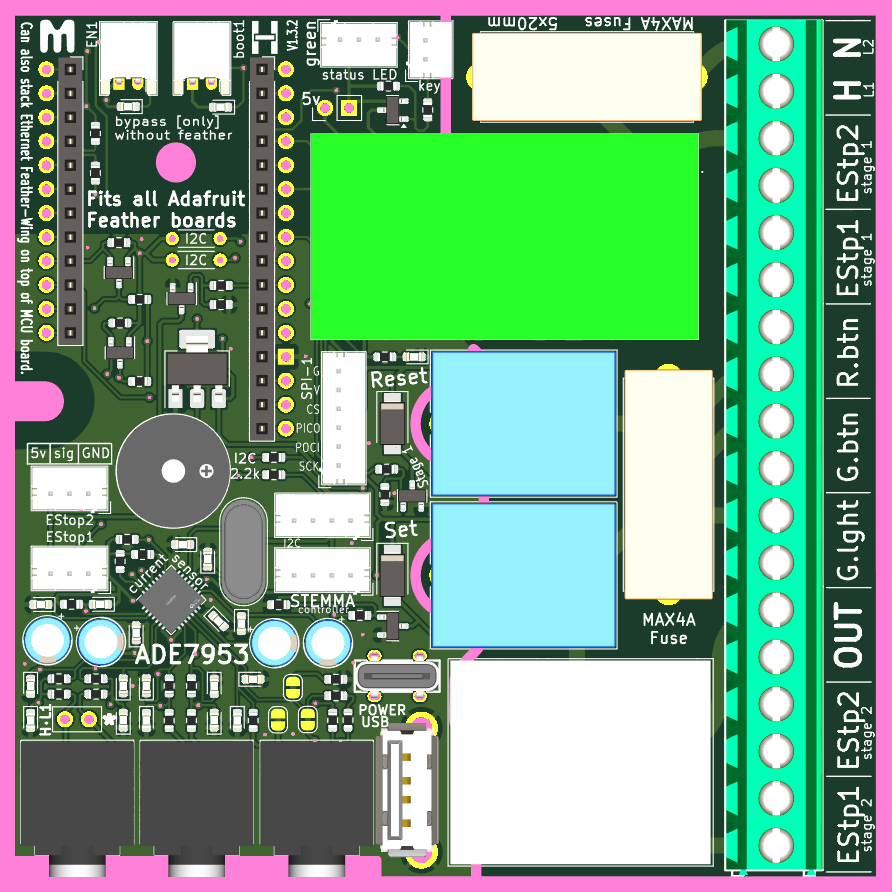 M
EN1
boot1
H
V1.3.2
green
status LED
key
5x20mm Fuses MAX4A
5v
bypass [only]
without feather
Can also stack Ethernet Feather-Wing on top of MCU board.
Fits all Adafruit
Feather boards
I2C
I2C
SPI-1
G
V
CS
PICO
POCI
SCK
Reset
Stage 1
5v sig GND
EStop2
EStop1
I2C
2.2k
I2C
Set
STEMMA
controller
current sensor
ADE7953
POWER
USB
H-L1
*
MAX4A
Fuse
N
L2
H
L1
EStp2
stage 1
EStp1
stage 1
R.btn
G.btn
G.lght
OUT
EStp2
stage 2
EStp1
stage 2